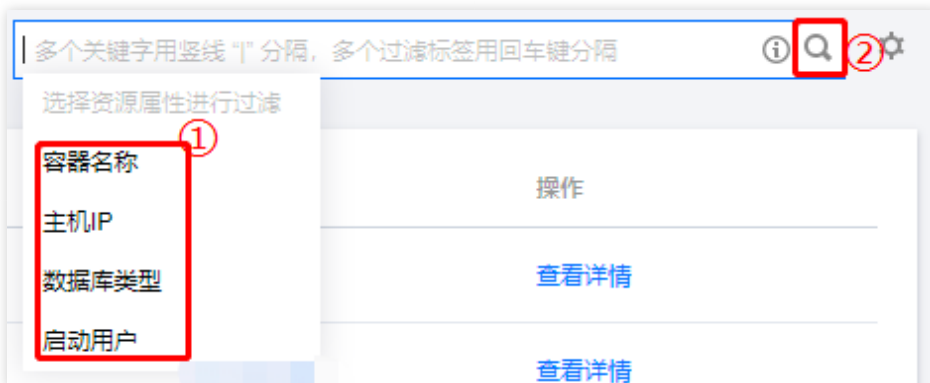 多个关键字用竖线 “|” 分隔，多个过滤标签用回车键分隔
②
选择资源属性进行过滤
①
容器名称
操作
主机IP
数据库类型
查看详情
启动用户
查看详情